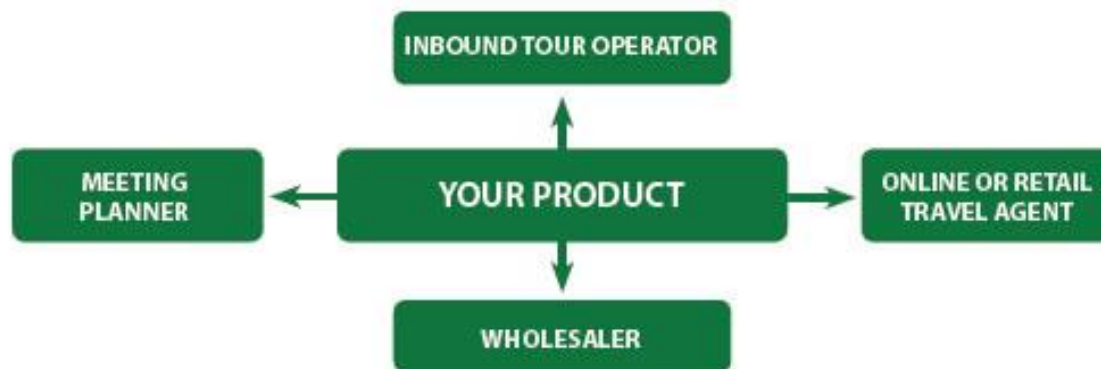 INBOUND TOUR OPERATOR
MEETING
PLANNER
YOUR PRODUCT
ONLINE OR RETAIL
TRAVEL AGENT
WHOLESALER